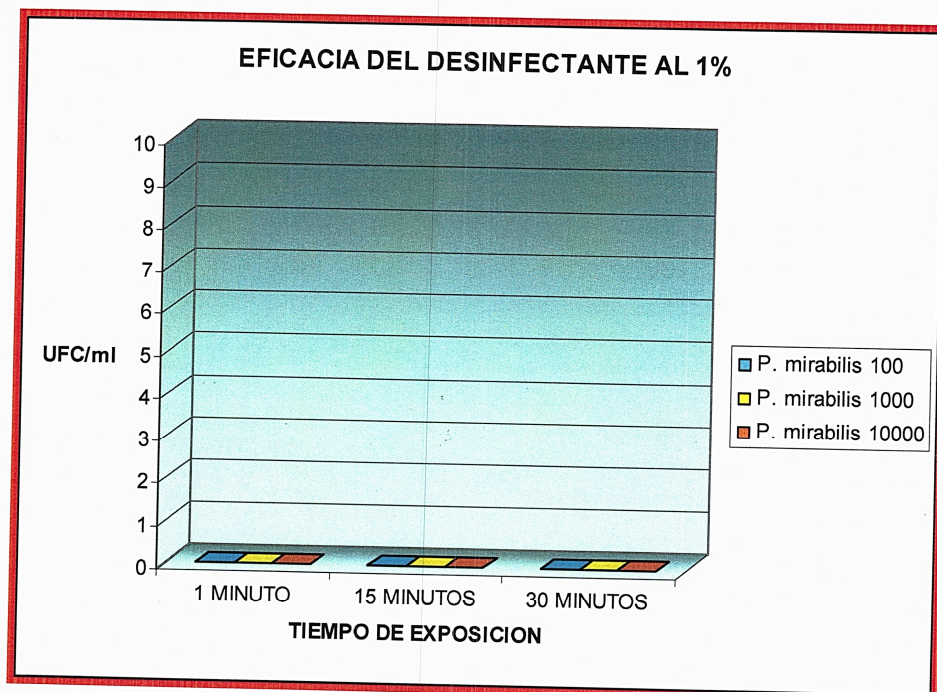 EFICACIA DEL DESINFECTANTE AL 1%
10
9
8
7
6
5
4
3
2
1
0
UFC/ml
1 MINUTO 15 MINUTOS 30 MINUTOS
TIEMPO DE EXPOSICION
P. mirabilis 100
P. mirabilis 1000
P. mirabilis 10000